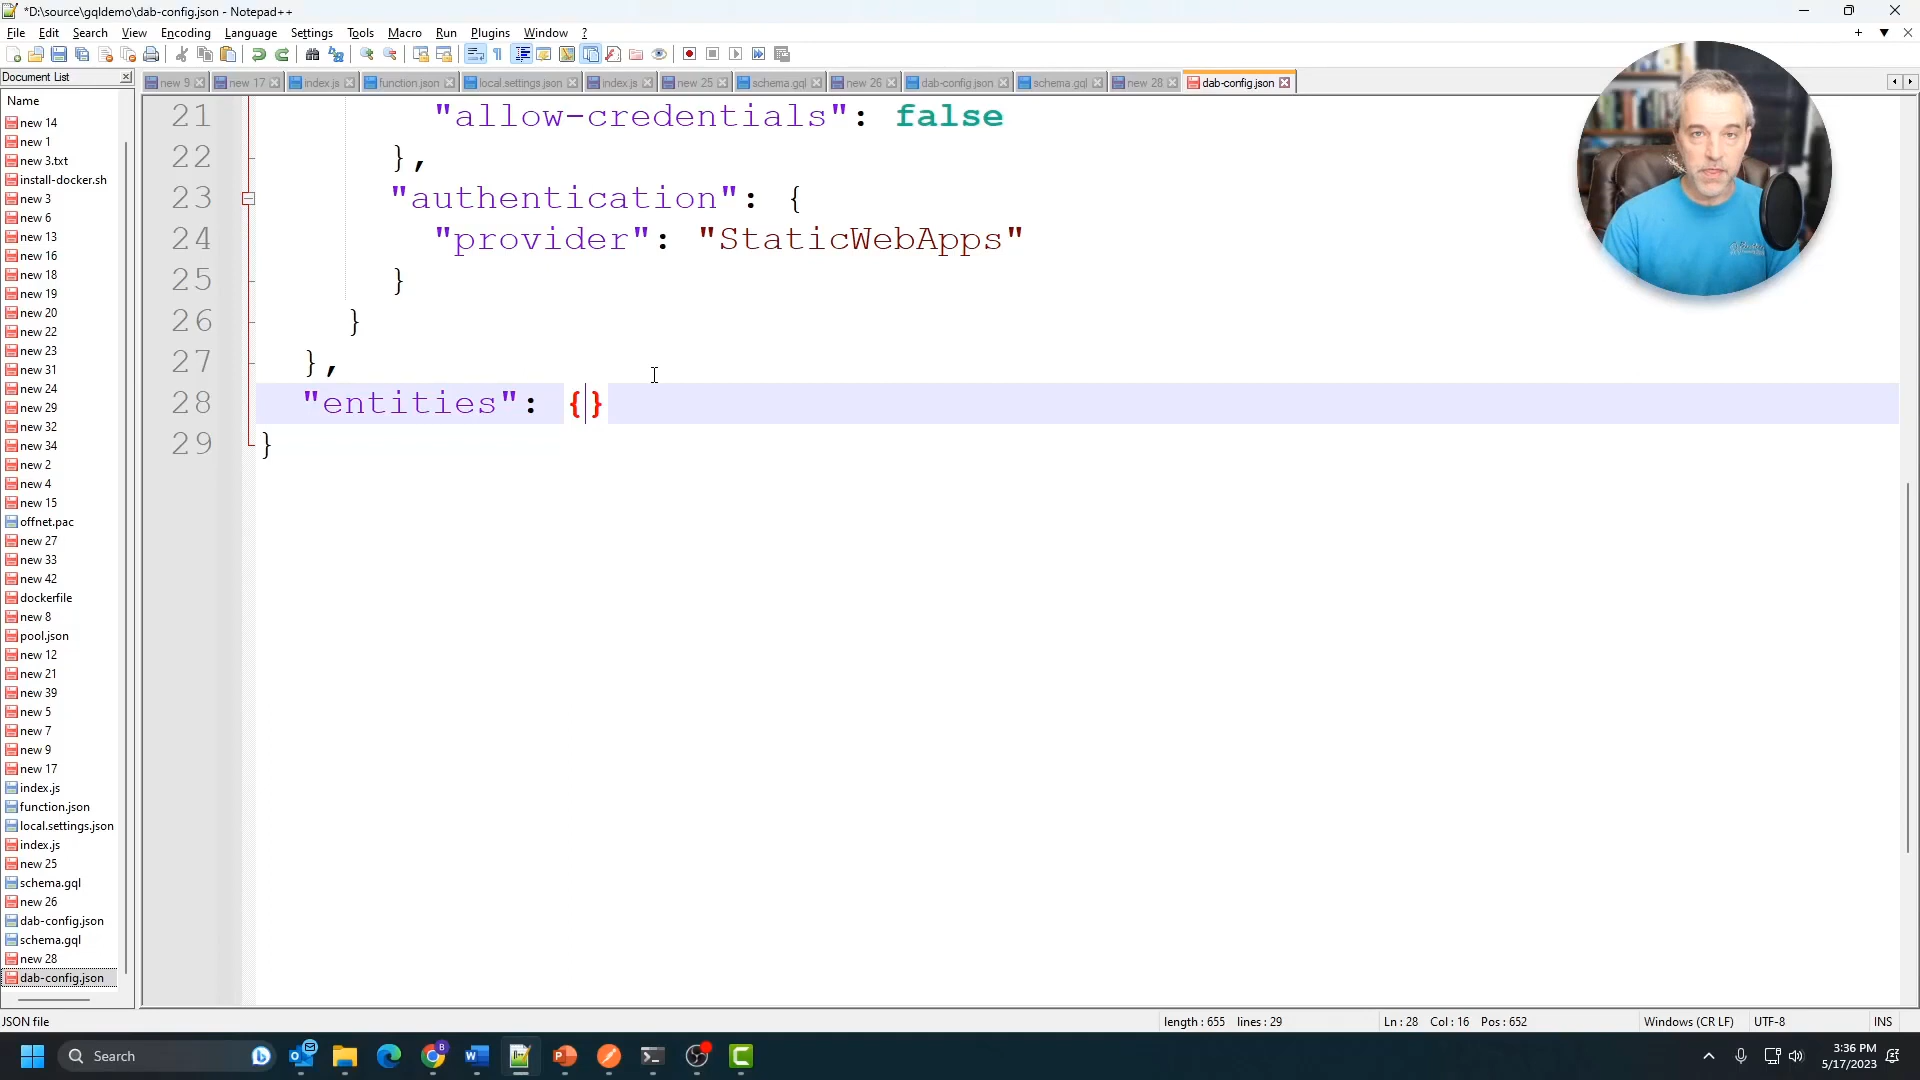 *D:\source\gqldemo\dab-config.json - Notepad++
File Edit Search View Encoding Language Settings Tools Macro Run Plugins Window ?
Document List
new 9 new 17 index.js function.json local.settings.json index.js new 25 schema.gql new 26 dab-config.json schema.gql new 28 dab-config.json
Name
new 14
new 1
new 3.txt
install-docker.sh
new 3
new 6
new 13
new 16
new 18
new 19
new 20
new 22
new 23
new 31
new 24
new 29
new 32
new 34
new 2
new 4
new 15
offnet.pac
new 27
new 33
new 42
dockerfile
new 8
pool.json
new 12
new 21
new 39
new 5
new 7
new 9
new 17
index.js
function.json
local.settings.json
index.js
new 25
schema.gql
new 26
dab-config.json
schema.gql
new 28
dab-config.json
21 "allow-credentials": false
22 },
23 "authentication": {
24 "provider": "StaticWebApps"
25 }
26 }
27 },
28 "entities": {}
29 }
JSON file length : 655 lines : 29 Ln : 28 Col : 16 Pos : 652 Windows (CR LF) UTF-8 INS
Search
8
3:36 PM
5/17/2023